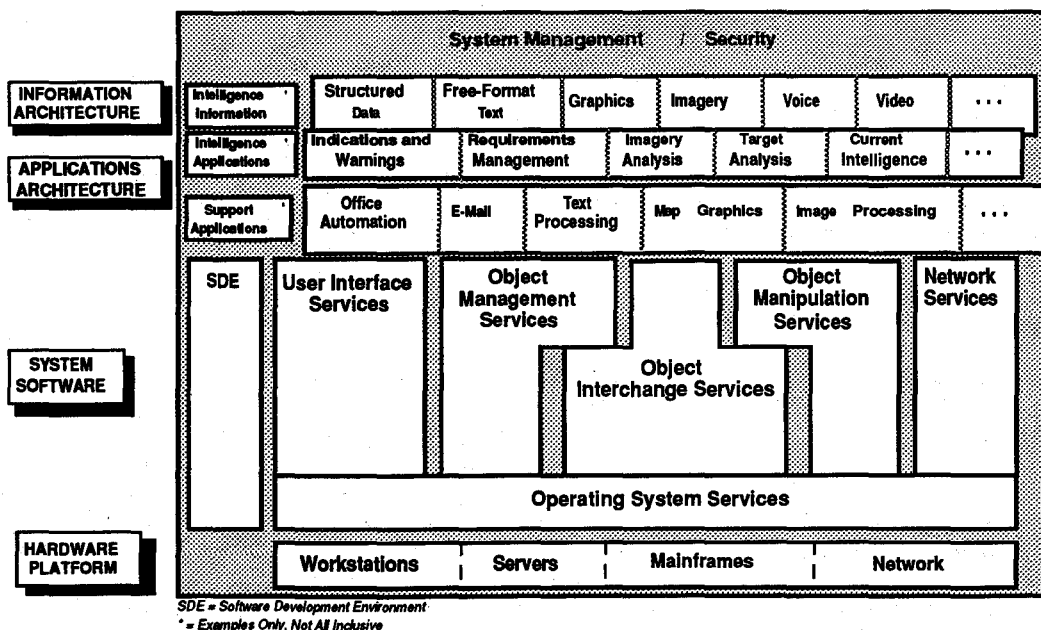 System Management / Security
INFORMATION
ARCHITECTURE
Intelligence *
Information
Structured
Data
Free-Format
Text
Graphics
Imagery
Voice
Video
...
APPLICATIONS
ARCHITECTURE
Intelligence *
Applications
Indications and
Warnings
Requirements
Management
Imagery
Analysis
Target
Analysis
Current
Intelligence
...
Support *
Applications
Office
Automation
E-Mail
Text
Processing
Map Graphics
Image Processing
...
SYSTEM
SOFTWARE
SDE
User Interface
Services
Object
Management
Services
Object
Interchange Services
Object
Manipulation
Services
Network
Services
Operating System Services
HARDWARE
PLATFORM
Workstations
Servers
Mainframes
Network
SDE = Software Development Environment
* = Examples Only, Not All Inclusive